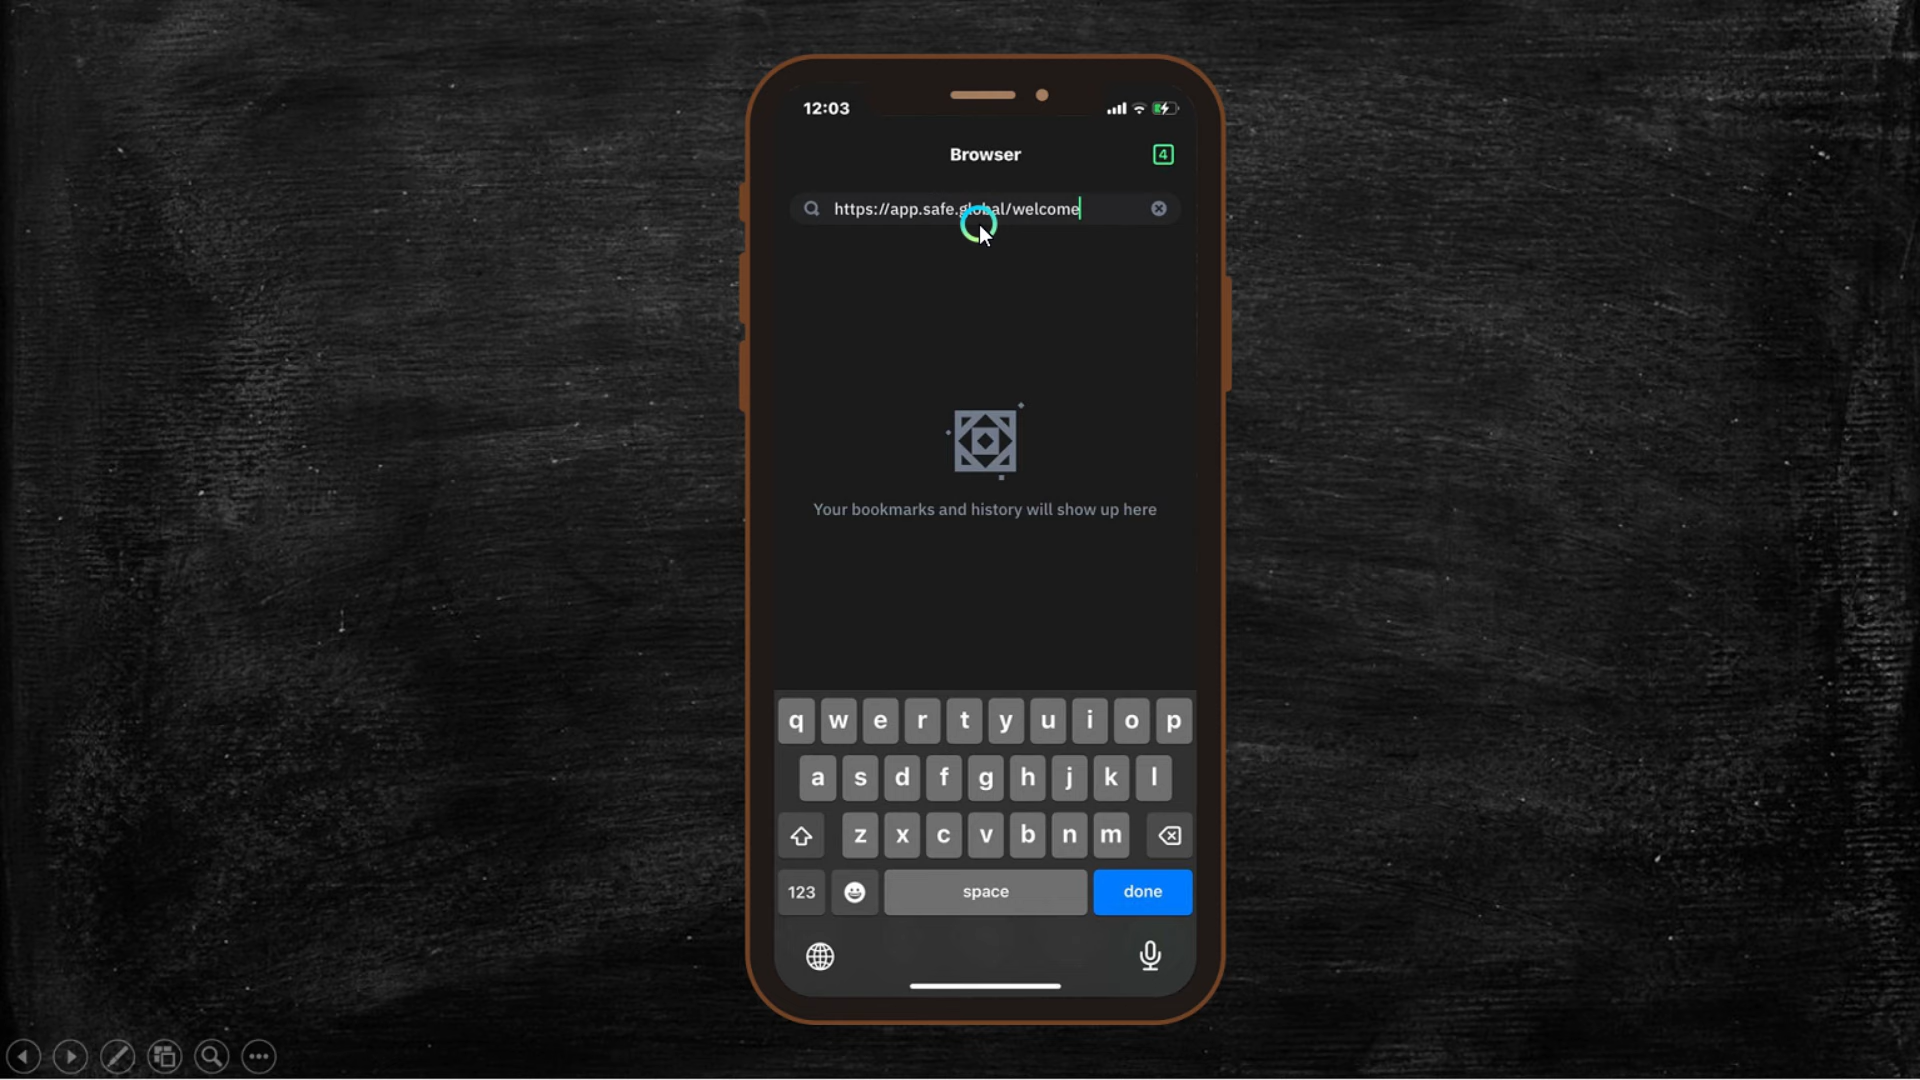 12:03
Browser
4
https://app.safe.global/welcome
Your bookmarks and history will show up here
q w e r t y u i o p
a s d f g h j k l
z x c v b n m
123 space done